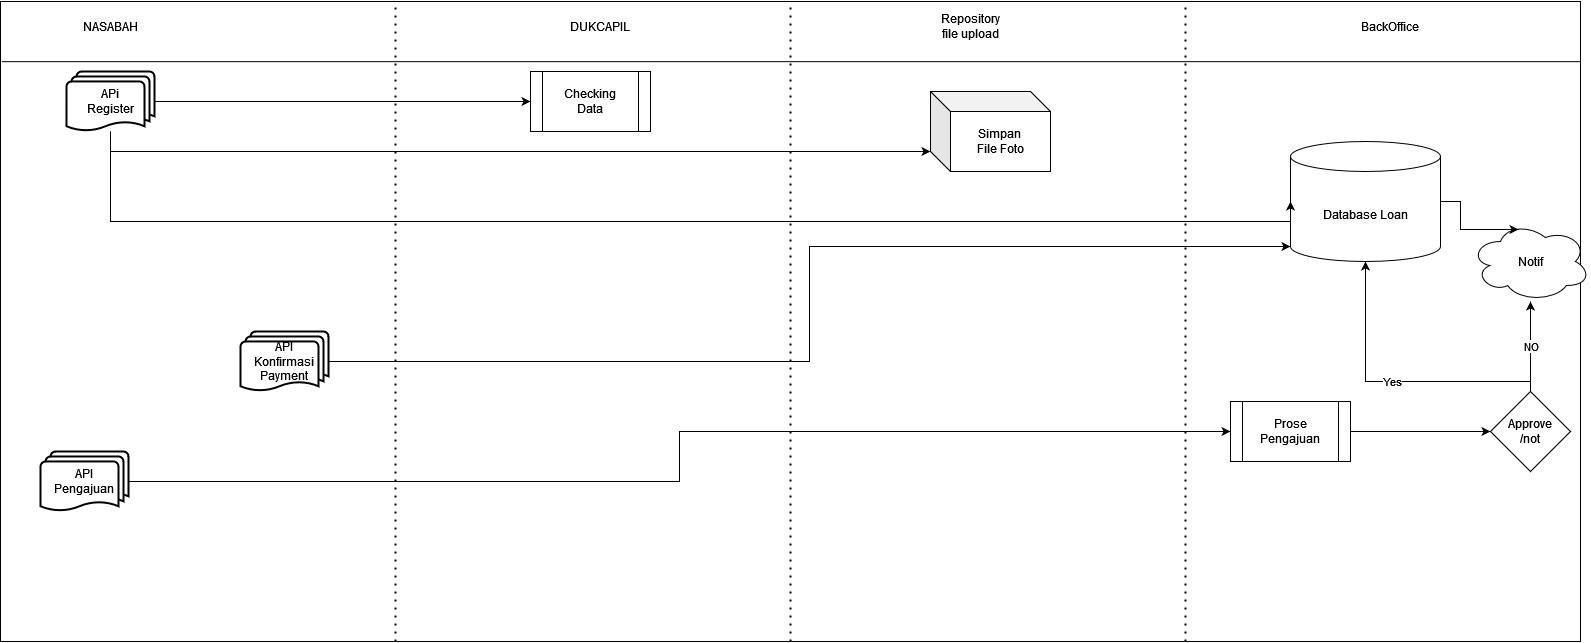 NASABAH
DUKCAPIL
Repository
file upload
BackOffice
APi
Register
Checking
Data
Simpan
File Foto
Database Loan
Notif
API
Konfirmasi
Payment
NO
Yes
Prose
Pengajuan
Approve
/not
API
Pengajuan